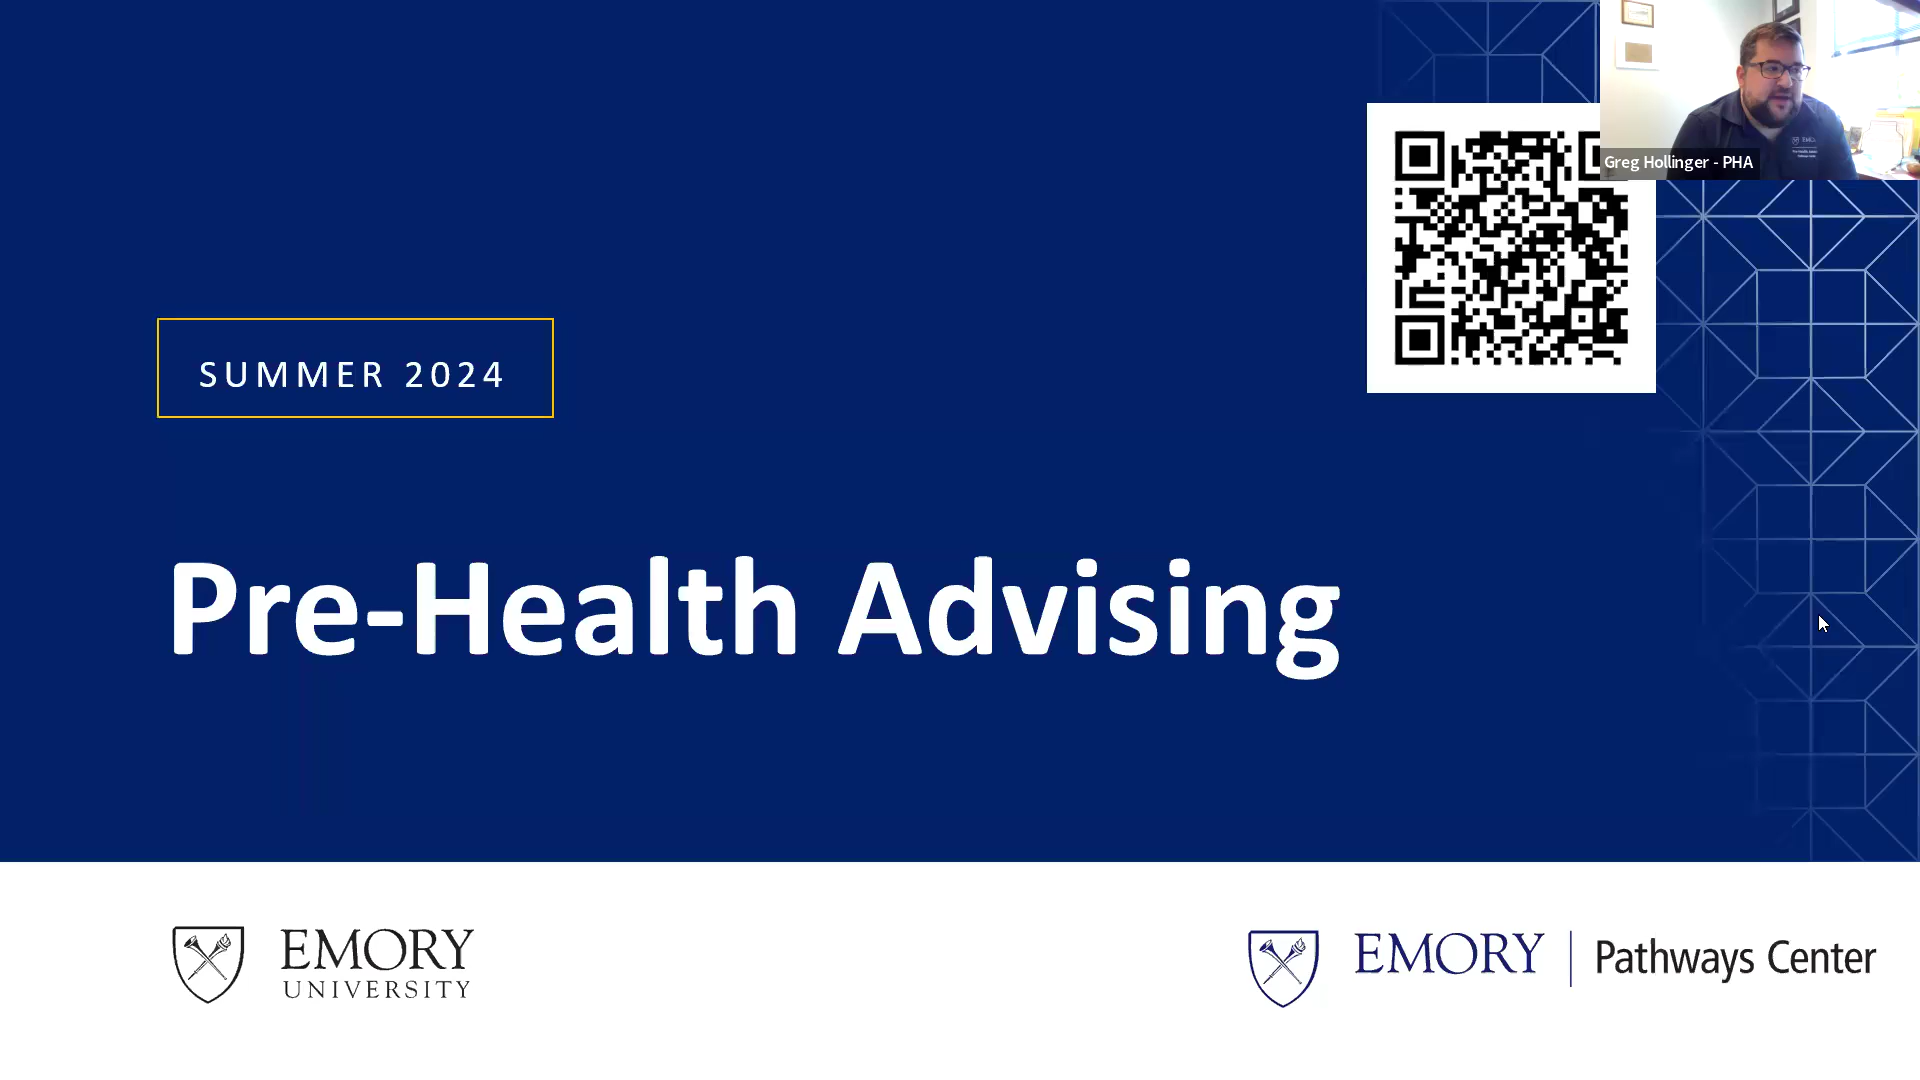 Greg Hollinger - PHA
SUMMER 2024
Pre-Health Advising
EMORY
UNIVERSITY
EMORY
Pathways Center